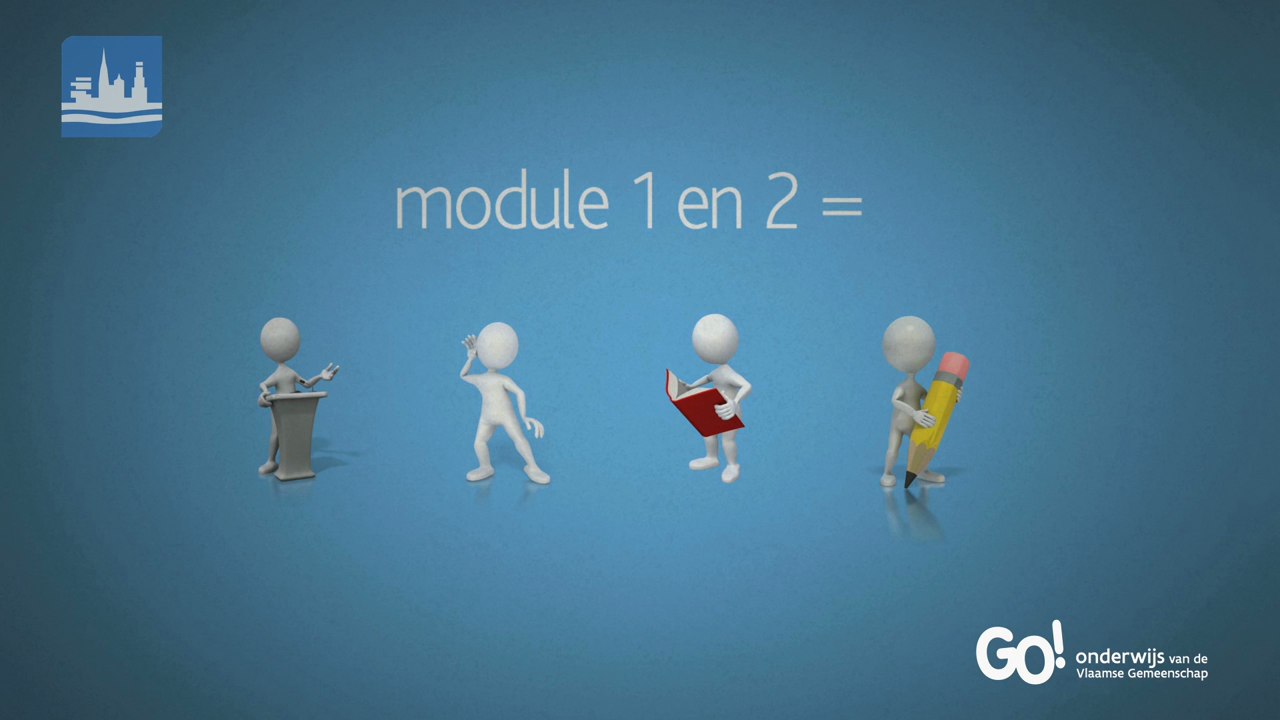 module 1 en 2 =
GO! onderwijs van de
Vlaamse Gemeenschap